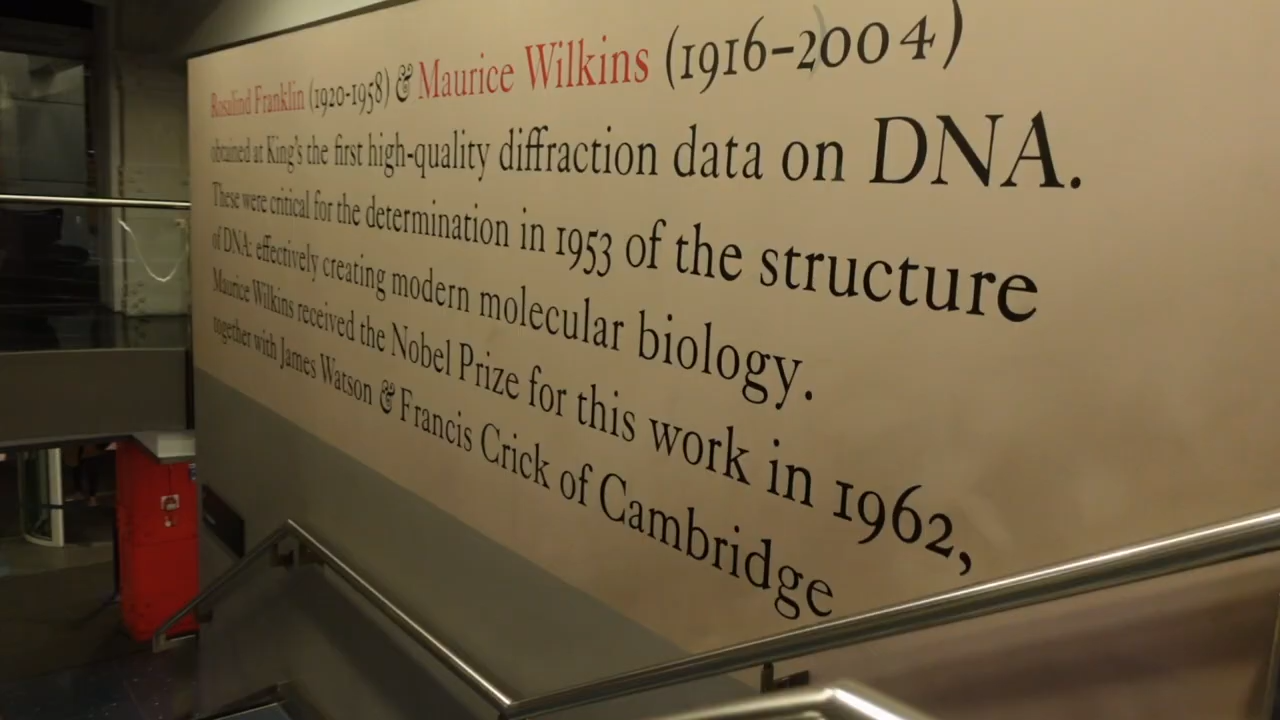 Rosalind Franklin (1920-1958) & Maurice Wilkins (1916–2004)
obtained at King's the first high-quality diffraction data on DNA.
These were critical for the determination in 1953 of the structure
of DNA: effectively creating modern molecular biology.
Maurice Wilkins received the Nobel Prize for this work in 1962,
together with James Watson & Francis Crick of Cambridge